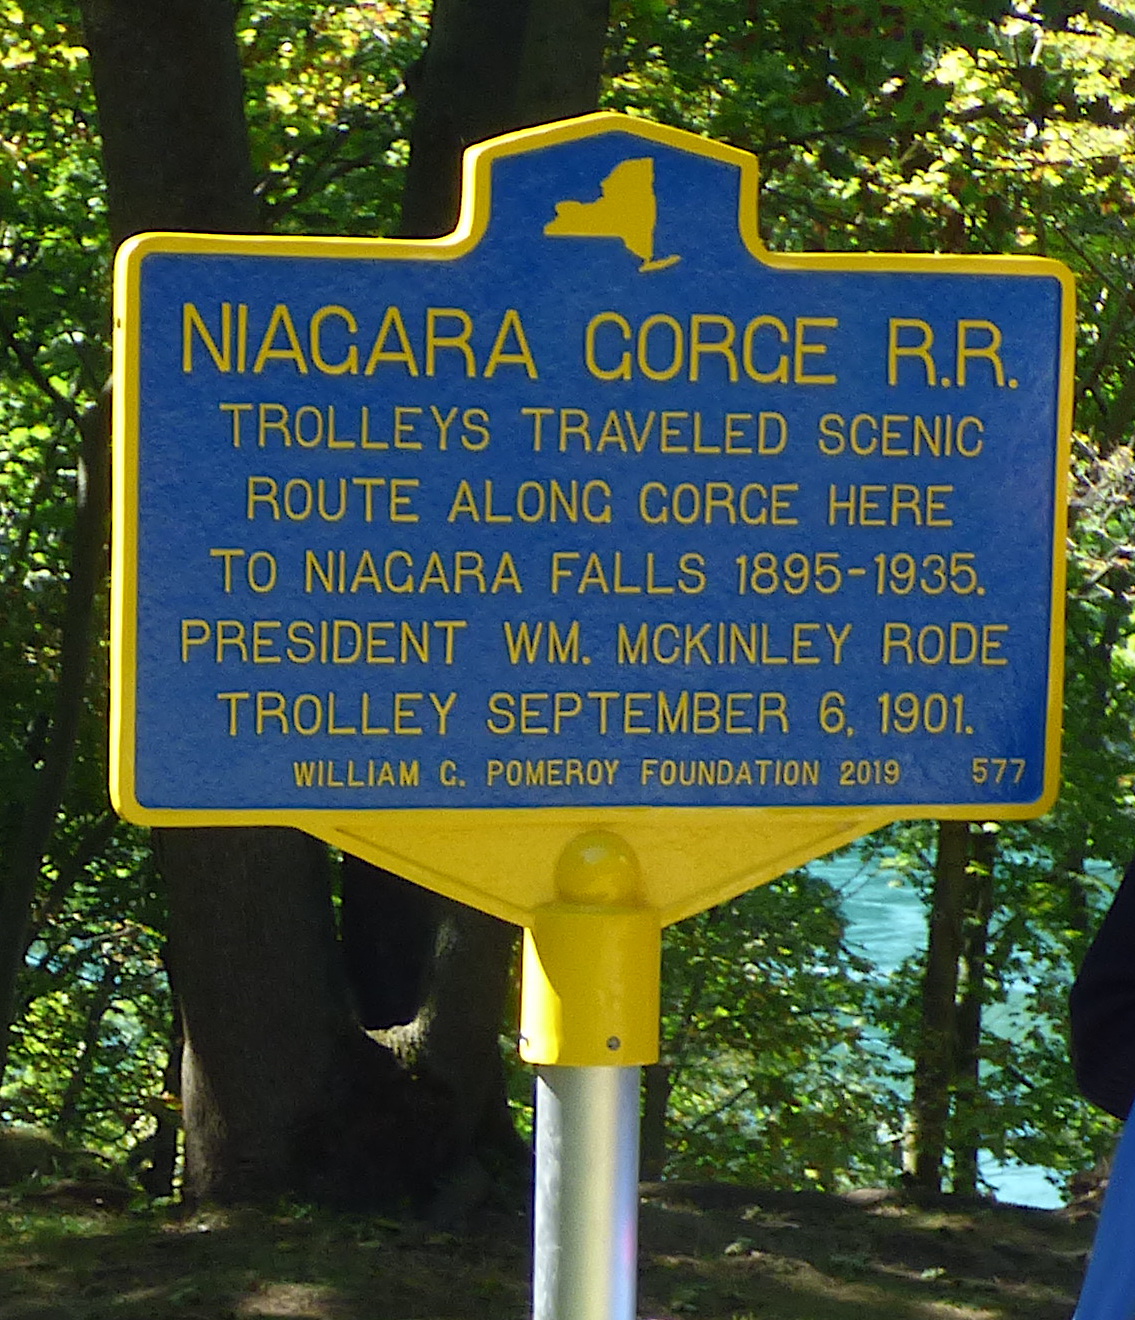 NIAGARA GORGE R.R.
TROLLEYS TRAVELED SCENIC
ROUTE ALONG GORGE HERE
TO NIAGARA FALLS 1895-1935.
PRESIDENT WM. MCKINLEY RODE
TROLLEY SEPTEMBER 6, 1901.
WILLIAM G. POMEROY FOUNDATION 2019 577